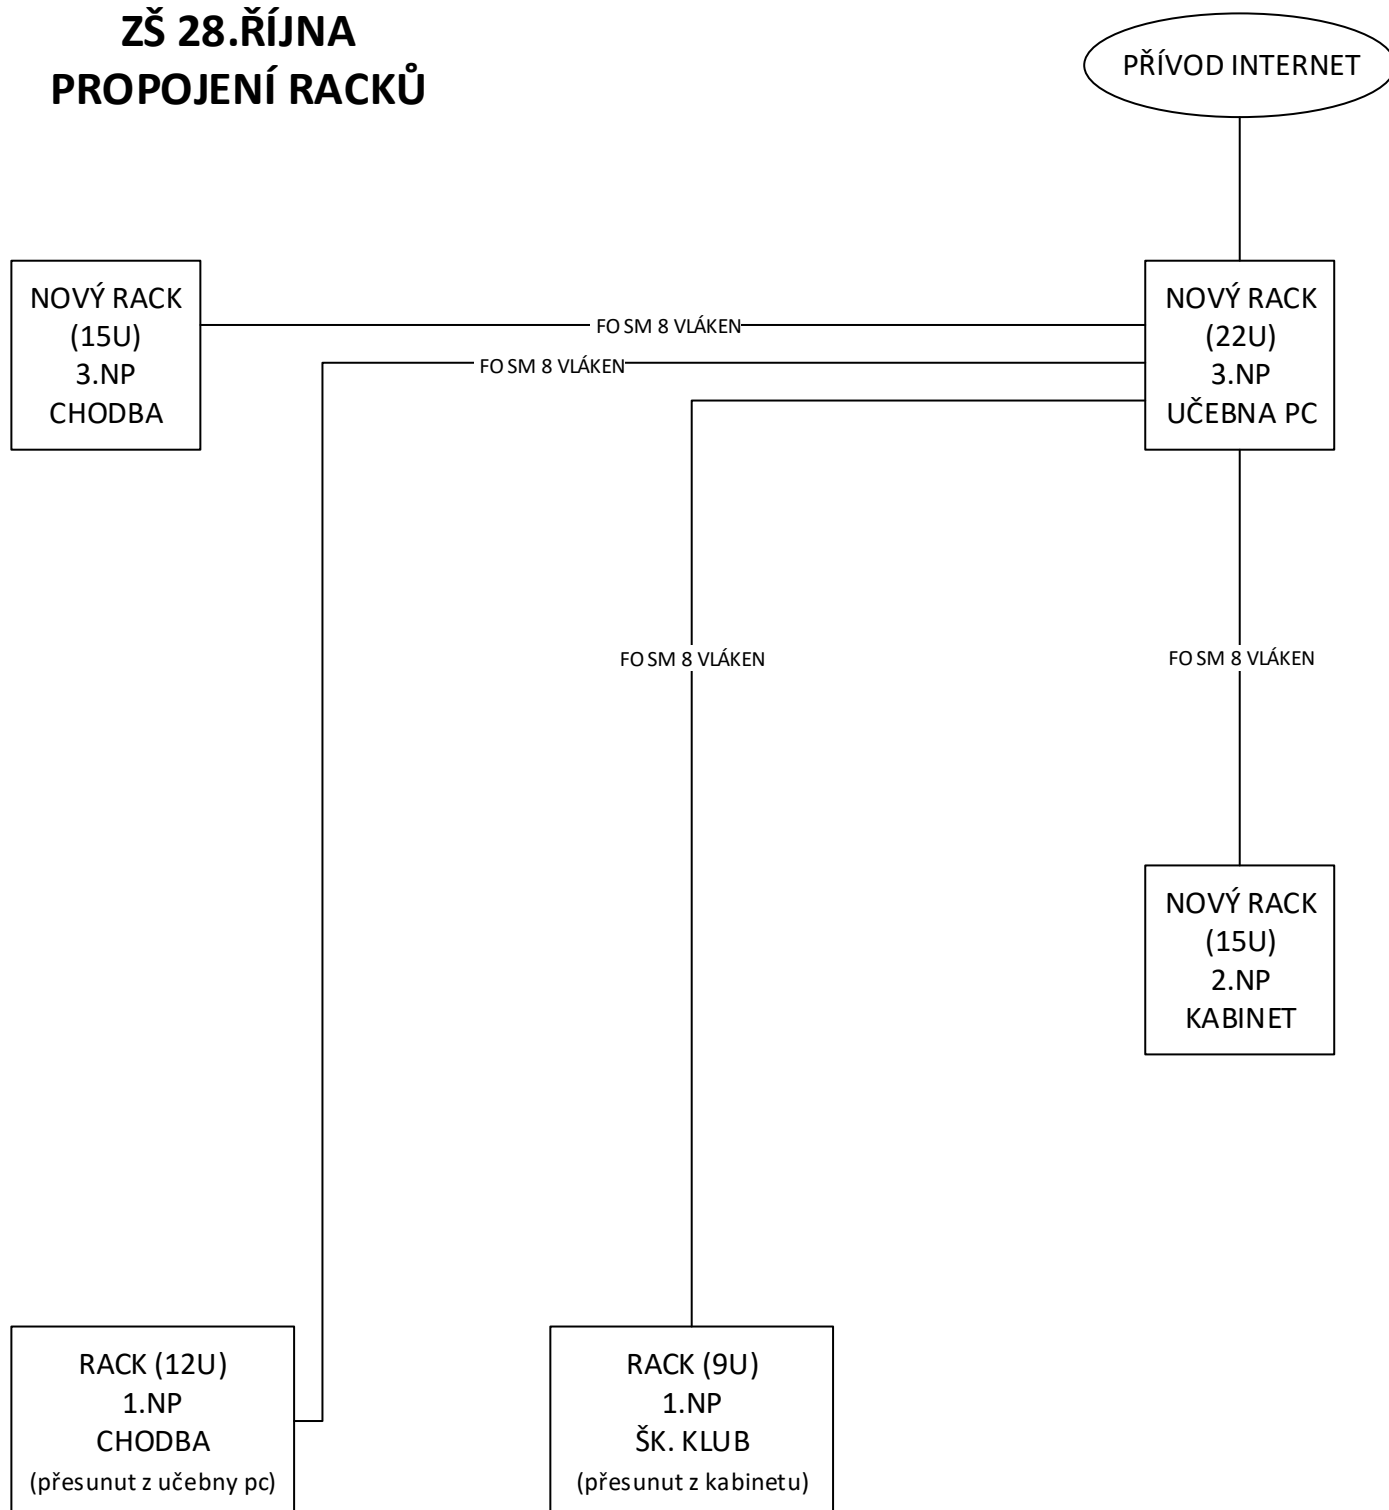 ZŠ 28.ŘÍJNA
PROPOJENÍ RACKŮ
PŘÍVOD INTERNET
NOVÝ RACK
(15U)
3.NP
CHODBA
NOVÝ RACK
(22U)
3.NP
UČEBNA PC
FO SM 8 VLÁKEN
FO SM 8 VLÁKEN
FO SM 8 VLÁKEN
FO SM 8 VLÁKEN
NOVÝ RACK
(15U)
2.NP
KABINET
RACK (12U)
1.NP
CHODBA
(přesunut z učebny pc)
RACK (9U)
1.NP
ŠK. KLUB
(přesunut z kabinetu)